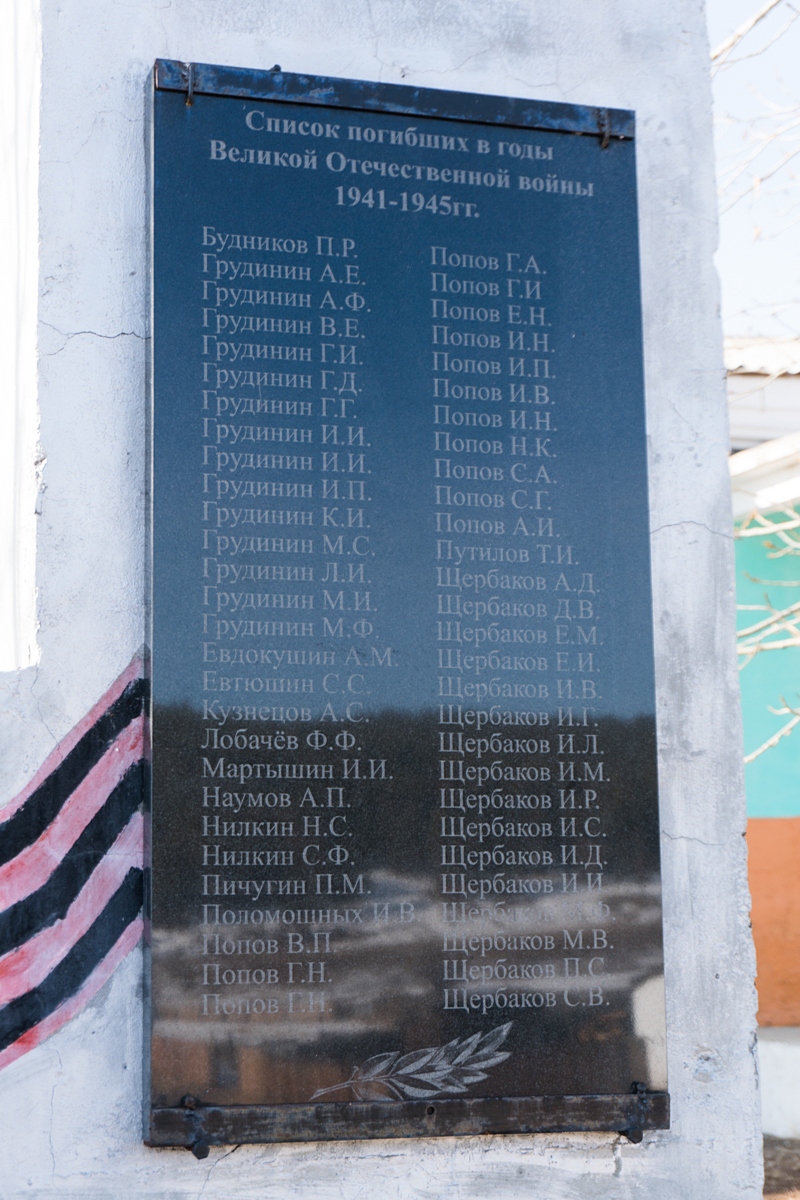 Список погибших в годы
Великой Отечественной войны
1941-1945гг.
Будников П.Р.
Грудинин А.Е.
Грудинин А.Ф.
Грудинин В.Е.
Грудинин Г.И.
Грудинин Г.Д.
Грудинин Г.Г.
Грудинин И.И.
Грудинин И.И.
Грудинин И.П.
Грудинин К.И.
Грудинин М.С.
Грудинин Л.И.
Грудинин М.И.
Грудинин М.Ф.
Евдокушин А.М.
Евтюшин С.С.
Кузнецов А.С.
Лобачёв Ф.Ф.
Мартышин И.И.
Наумов А.П.
Нилкин Н.С.
Нилкин С.Ф.
Пичугин П.М.
Поломошных И.В.
Попов В.П.
Попов Г.Н.
Попов Г.Н.
Попов Г.А.
Попов Г.И
Попов Е.Н.
Попов И.Н.
Попов И.П.
Попов И.В.
Попов И.Н.
Попов Н.К.
Попов С.А.
Попов С.Г.
Попов А.И.
Путилов Т.И.
Щербаков А.Д.
Щербаков Д.В.
Щербаков Е.М.
Щербаков Е.И.
Щербаков И.В.
Щербаков И.Г.
Щербаков И.Л.
Щербаков И.М.
Щербаков И.Р.
Щербаков И.С.
Щербаков И.Д.
Щербаков И.И
Щербаков
Щербаков М.В.
Щербаков П.С.
Щербаков С.В.